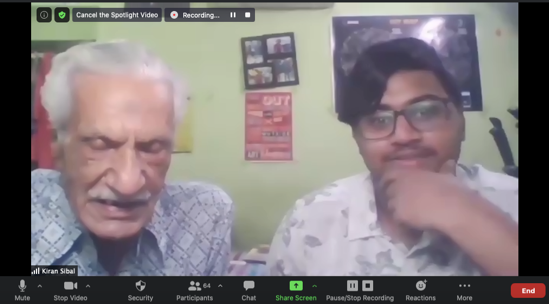 Cancel the Spotlight Video
Recording...
OUT
Kiran Sibal
Mute
Stop Video
Security
Participants 64
Chat
Share Screen
Pause/Stop Recording
Reactions
More
End